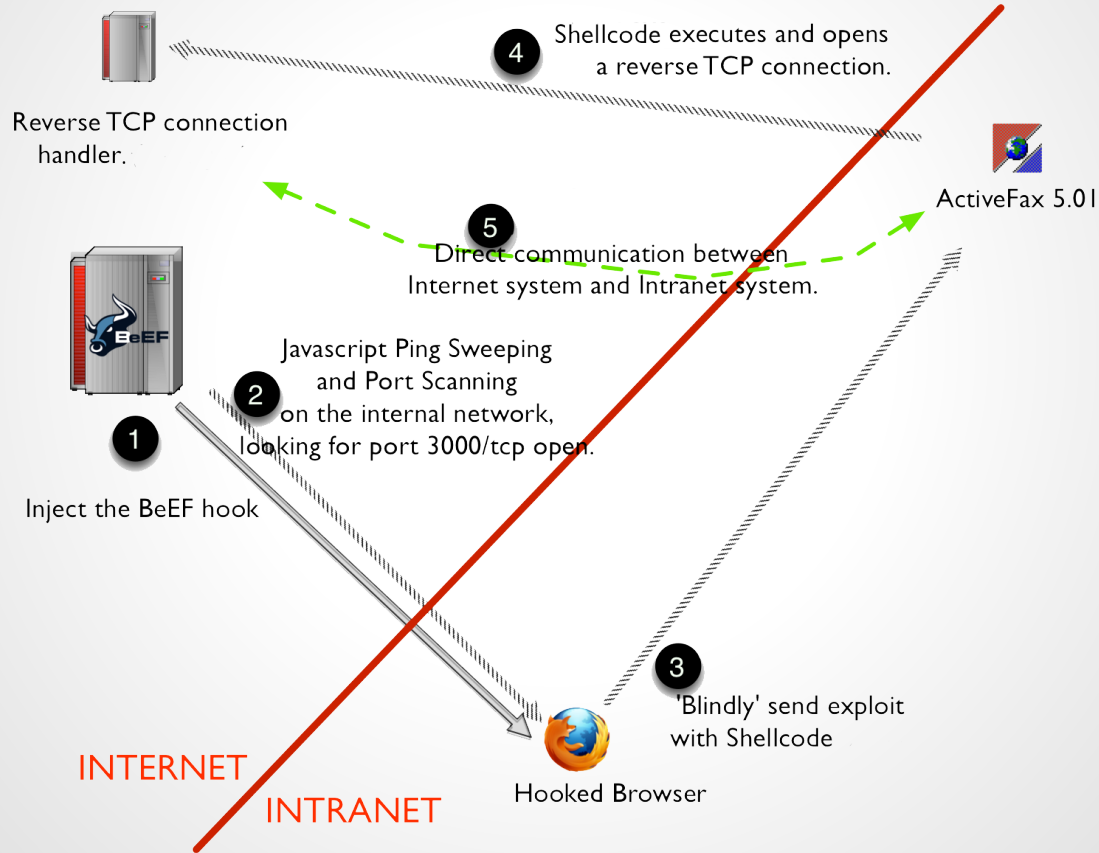 4
Shellcode executes and opens
a reverse TCP connection.
Reverse TCP connection
handler.
ActiveFax 5.01
5
Direct communication between
Internet system and Intranet system.
BeEF
Javascript Ping Sweeping
and Port Scanning
2
on the internal network,
looking for port 3000/tcp open.
1
Inject the BeEF hook
3
'Blindly' send exploit
with Shellcode
INTERNET
INTRANET
Hooked Browser